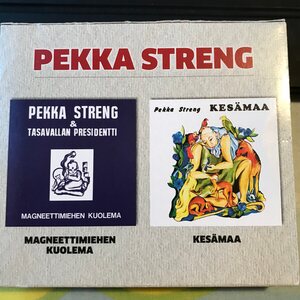 PEKKA STRENG
PEKKA STRENG
&
TASAVALLAN PRESIDENTTI
MAGNEETTIMIEHEN KUOLEMA
Pekka Streng KESÄMAA
MAGNEETTIMIEHEN
KUOLEMA
KESÄMAA